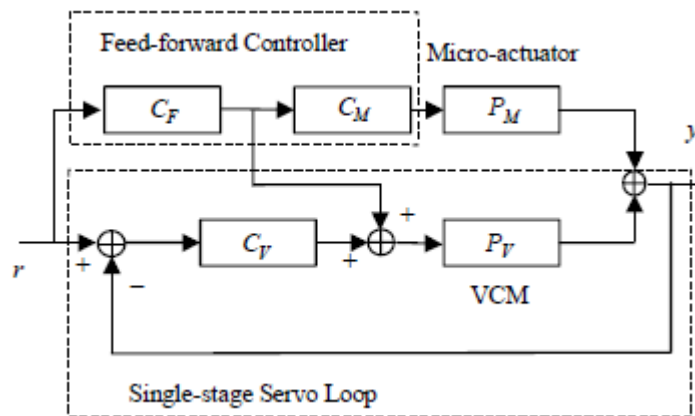 Feed-forward Controller
Micro-actuator
C_F
C_M
P_M
y
+
r
+
−
C_V
+
P_V
VCM
Single-stage Servo Loop